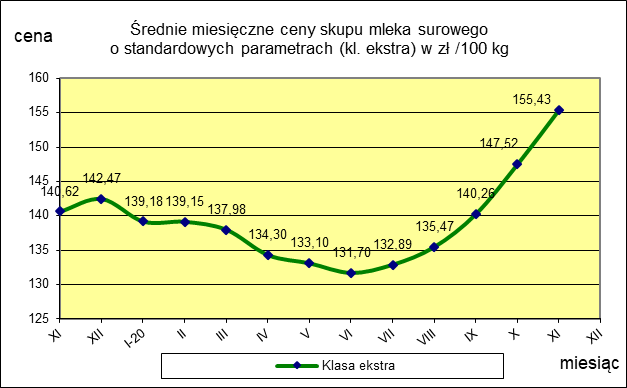 Średnie miesięczne ceny skupu mleka surowego
o standardowych parametrach (kl. ekstra) w zł /100 kg
cena
160
155
150
145
140
135
130
125
140,62
142,47
139,18
139,15
137,98
134,30
133,10
131,70
132,89
135,47
140,26
147,52
155,43
XI
XII
I-20
II
III
IV
V
VI
VII
VIII
IX
X
XI
XII
miesiąc
Klasa ekstra